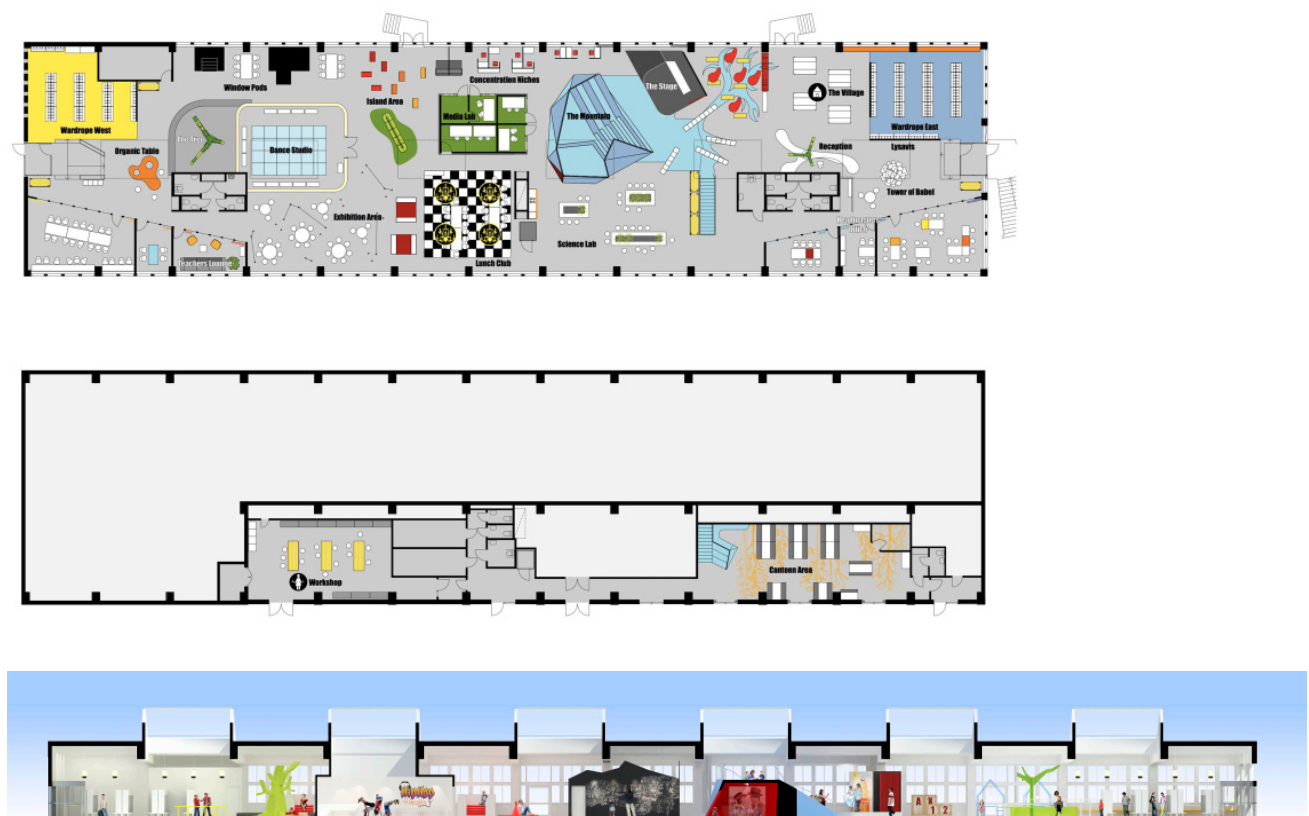 Window Pods
Concentration Niches
The Stage
The Village
Island Area
Media Lab
The Mountain
Wardrope West
Wardrope East
Organic Table
Dance Studio
Reception
Lysavis
Tower of Babel
Exhibition Area
Science Lab
Teachers Lounge
Lunch Club
Workshop
Canteen Area
A X
1 2